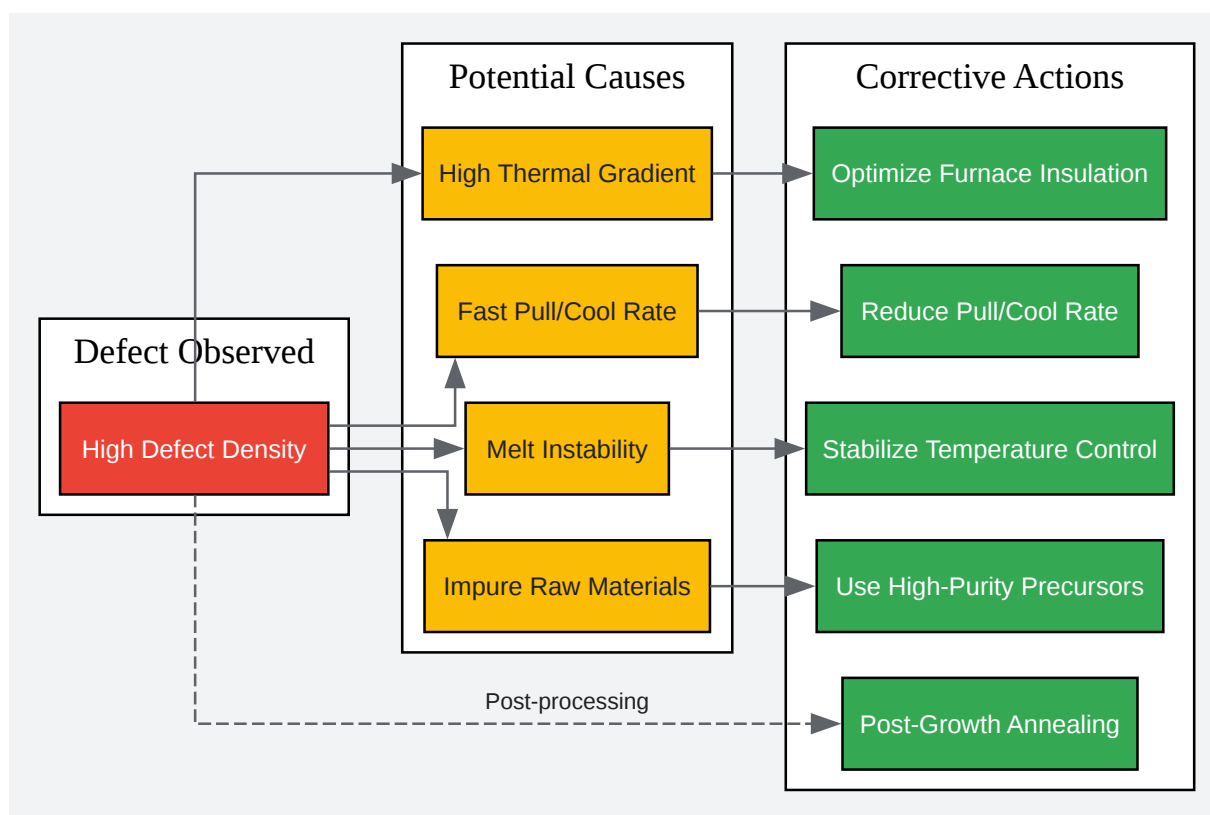 Potential Causes
Corrective Actions
High Thermal Gradient
Optimize Furnace Insulation
Fast Pull/Cool Rate
Reduce Pull/Cool Rate
Defect Observed
High Defect Density
Melt Instability
Stabilize Temperature Control
Impure Raw Materials
Use High-Purity Precursors
Post-processing
Post-Growth Annealing